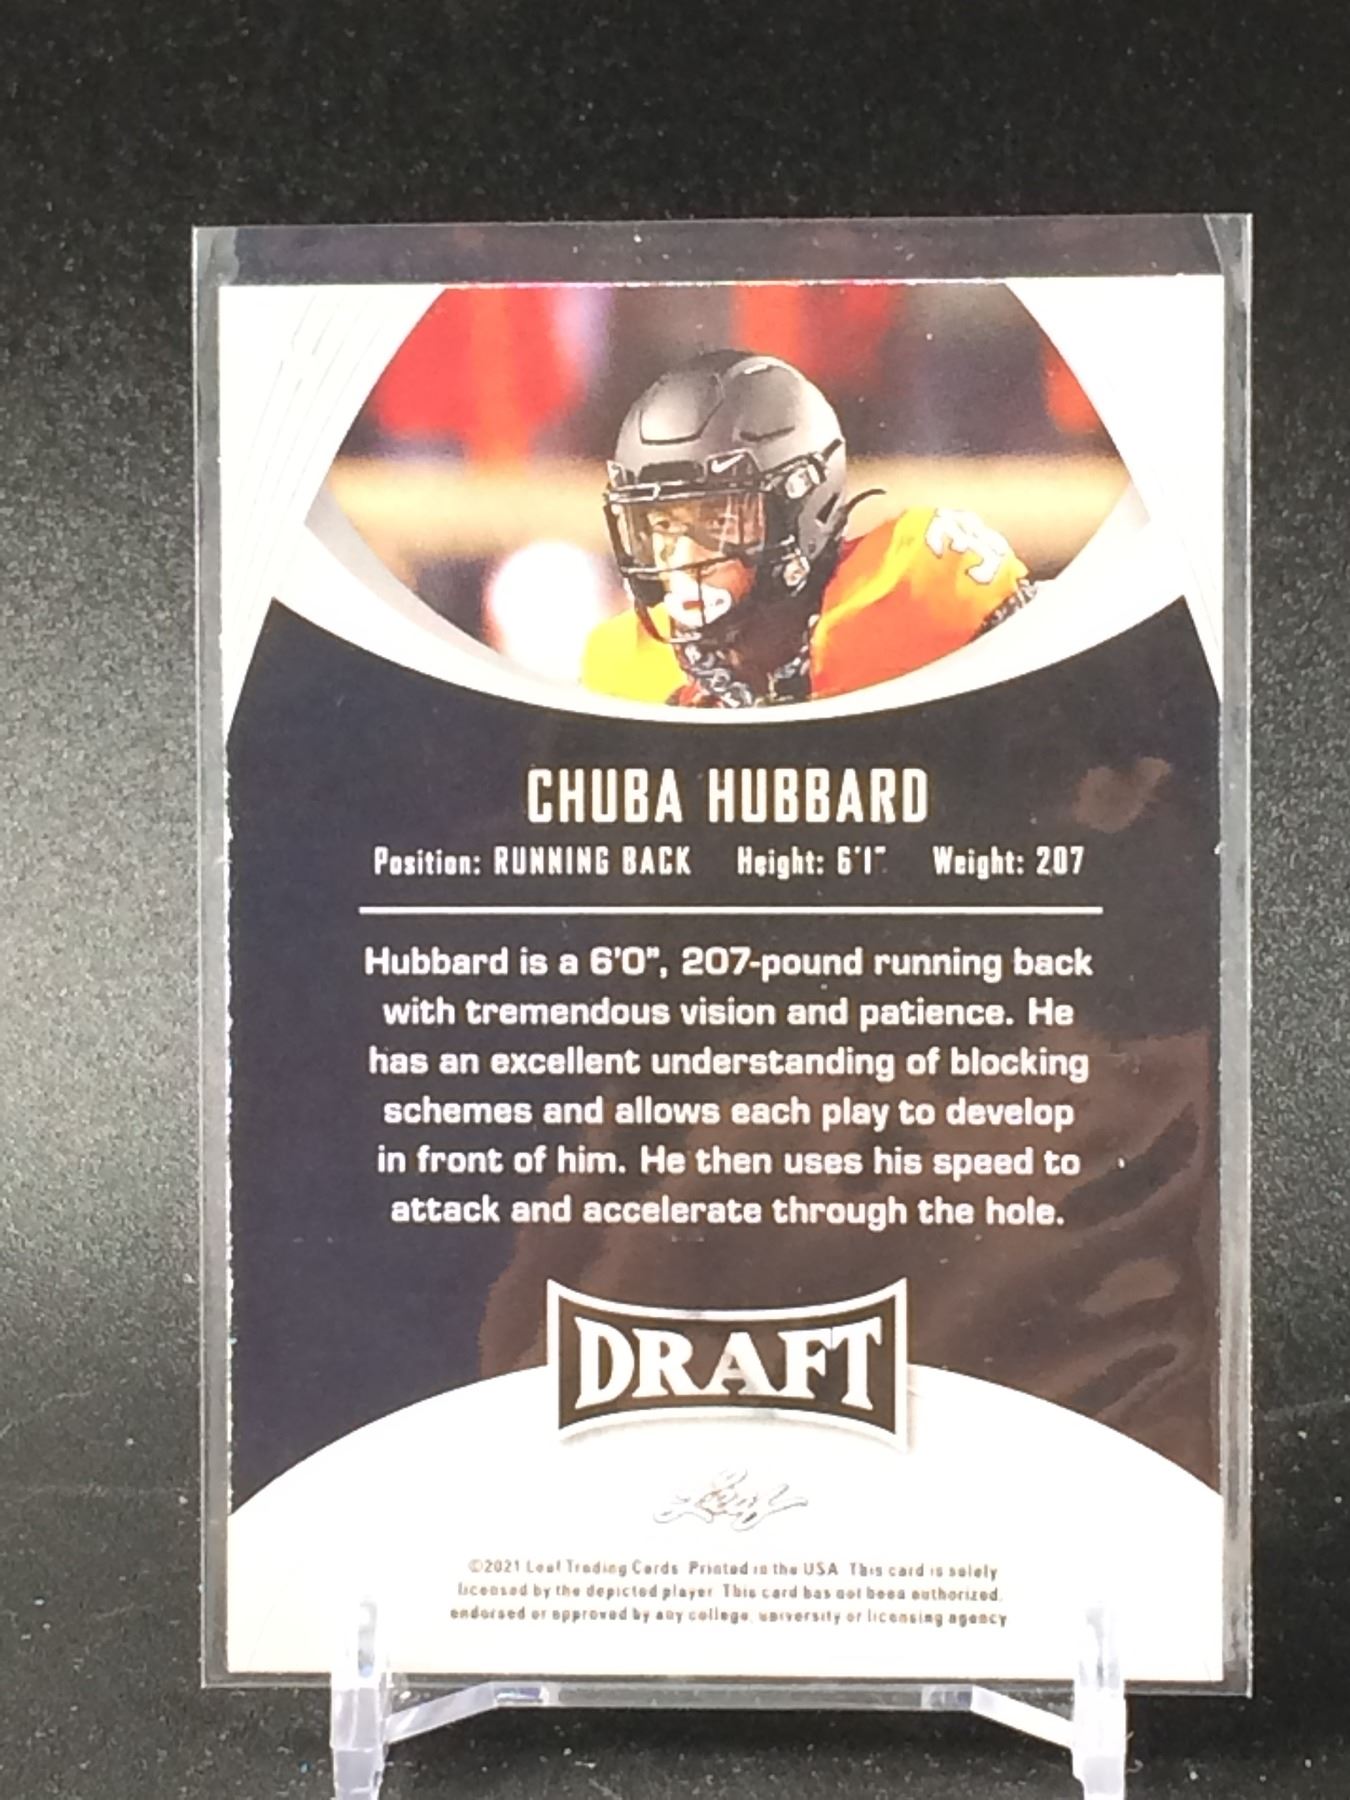 3
CHUBA HUBBARD
Position: RUNNING BACK Height: 6'1" Weight: 207
Hubbard is a 6'0", 207-pound running back
with tremendous vision and patience. He
has an excellent understanding of blocking
schemes and allows each play to develop
in front of him. He then uses his speed to
attack and accelerate through the hole.
DRAFT
Leaf
©2021 Leaf Trading Cards. Printed in the USA. This card is solely
licensed by the depicted player. This card has not been authorized,
endorsed or approved by any college, university or licensing agency